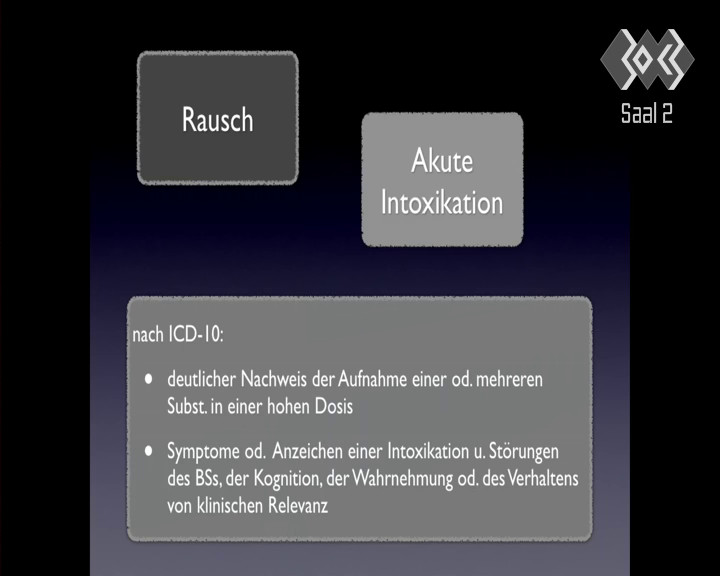 Saal 2
Rausch
Akute
Intoxikation
nach ICD-10:
• deutlicher Nachweis der Aufnahme einer od. mehreren
Subst. in einer hohen Dosis
• Symptome od. Anzeichen einer Intoxikation u. Störungen
des BSs, der Kognition, der Wahrnehmung od. des Verhaltens
von klinischen Relevanz